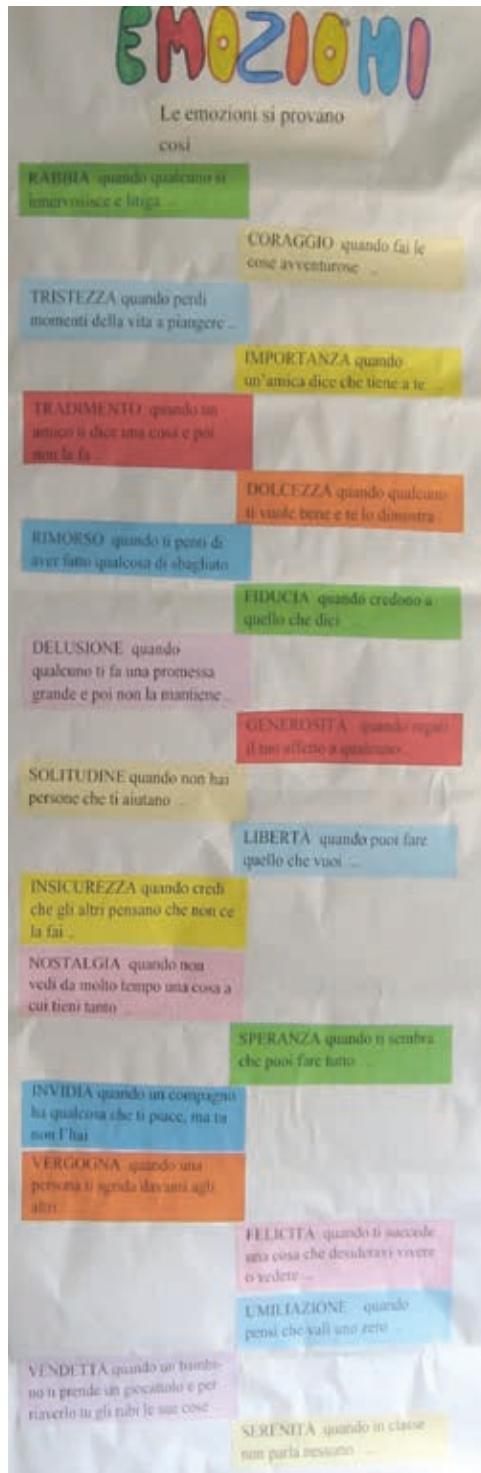 EMOZIONI
Le emozioni si provano
così
RABBIA quando qualcuno si
innervosisce e litiga ...
CORAGGIO quando fai le
cose avventurose ...
TRISTEZZA quando perdi
momenti della vita a piangere ...
IMPORTANZA quando
un'amica dice che tiene a te ...
TRADIMENTO quando un
amico ti dice una cosa e poi
non la fa ...
DOLCEZZA quando qualcuno
ti vuole bene e te lo dimostra ...
RIMORSO quando ti penti di
aver fatto qualcosa di sbagliato
FIDUCIA quando credono a
quello che dici ...
DELUSIONE quando
qualcuno ti fa una promessa
grande e poi non la mantiene ...
GENEROSITÀ quando regali
il tuo affetto a qualcuno ...
SOLITUDINE quando non hai
persone che ti aiutano ...
LIBERTÀ quando puoi fare
quello che vuoi ...
INSICUREZZA quando credi
che gli altri pensano che non ce
la fai ...
NOSTALGIA quando non
vedi da molto tempo una cosa a
cui tieni tanto ...
SPERANZA quando ti sembra
che puoi fare tutto ...
INVIDIA quando un compagno
ha qualcosa che ti piace, ma tu
non l'hai
VERGOGNA quando una
persona ti sgrida davanti agli
altri
FELICITÀ quando ti succede
una cosa che desideravi vivere
o vedere ...
UMILIAZIONE quando
pensi che vali uno zero ...
VENDETTA quando un bambi-
no ti prende un giocattolo e per
riaverlo tu gli rubi le sue cose
SERENITÀ quando in classe
non parla nessuno ...